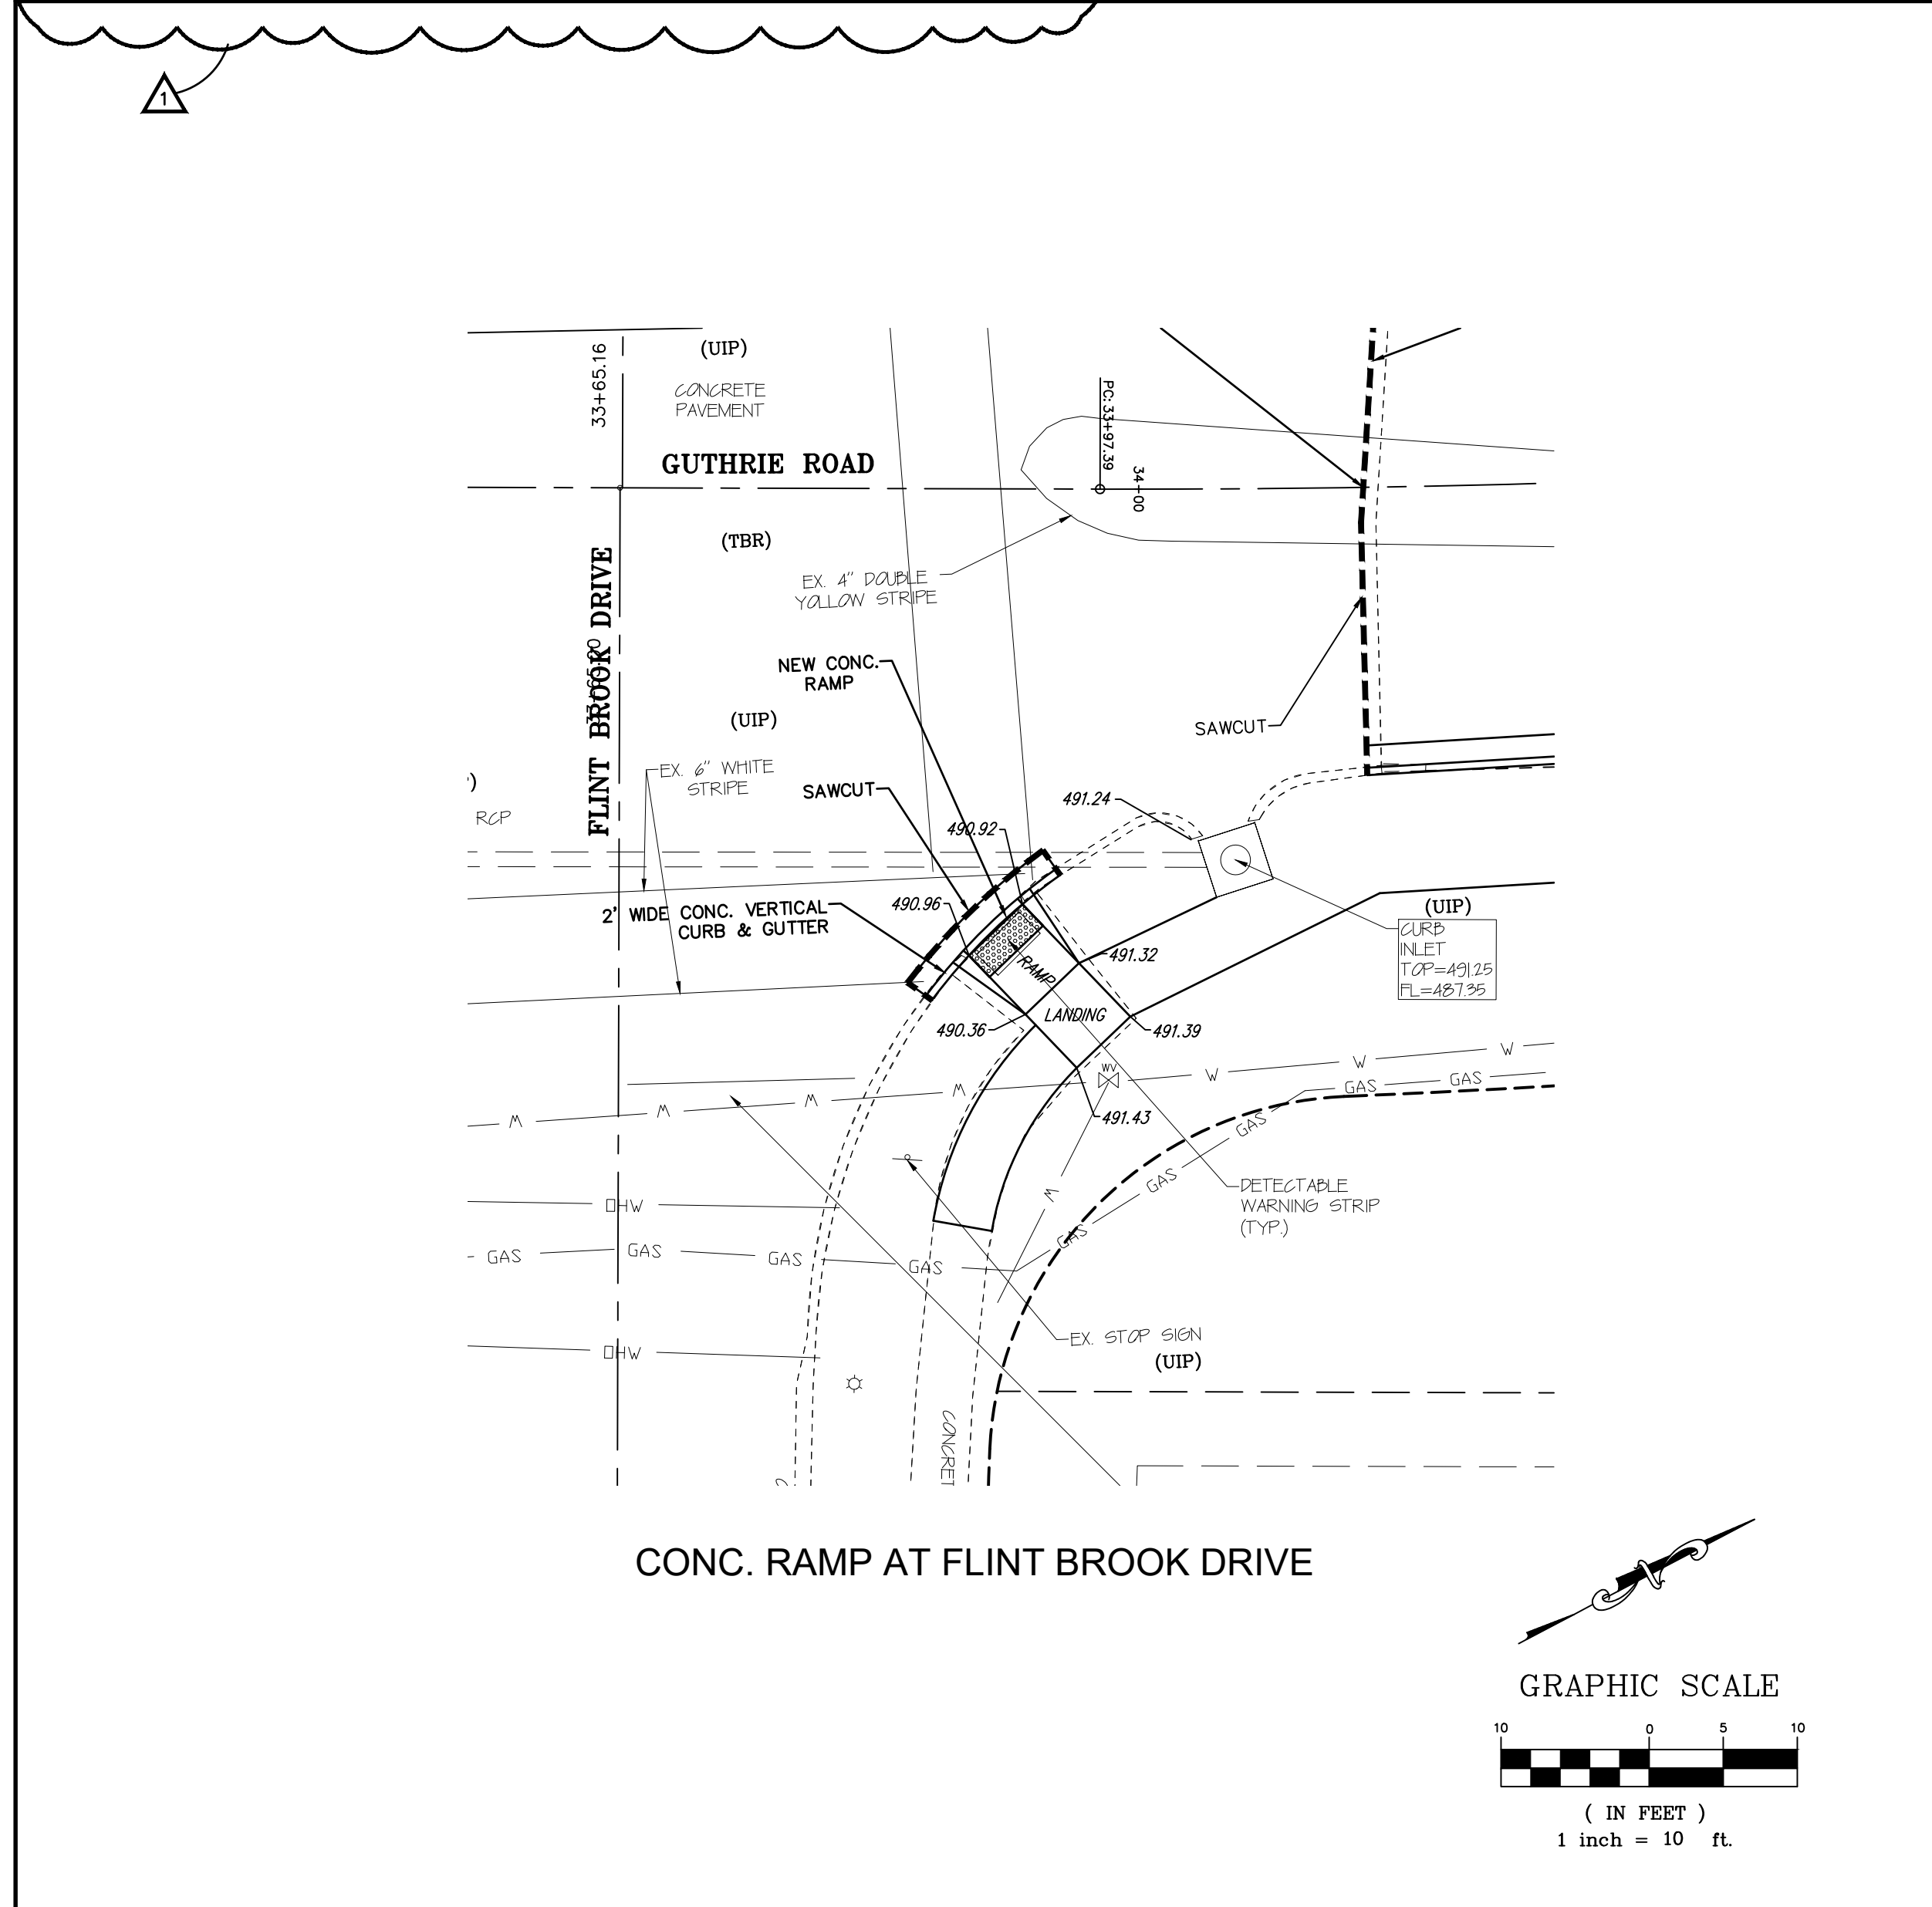 1
33+65.16
(UIP)
CONCRETE
PAVEMENT
GUTHRIE ROAD
PC: 33+97.39
34+00
(TBR)
EX. 4" DOUBLE
YOLLOW STRIPE
FLINT BROOK DRIVE
NEW CONC.
RAMP
(UIP)
SAWCUT
EX. 6" WHITE
STRIPE
)
RCP
SAWCUT
491.24
490.92
490.96
2' WIDE CONC. VERTICAL
CURB & GUTTER
(UIP)
CURB
INLET
TOP=491.25
FL=487.35
RAMP
491.32
LANDING
490.36
491.39
W W W
WV
GAS GAS
W W W W
491.43
GAS
GAS
W
DETECTABLE
WARNING STRIP
(TYP.)
OHW
GAS
GAS GAS GAS GAS
EX. STOP SIGN
(UIP)
OHW
CONCRET
CONC. RAMP AT FLINT BROOK DRIVE
N
GRAPHIC SCALE
10 0 5 10
( IN FEET )
1 inch = 10 ft.